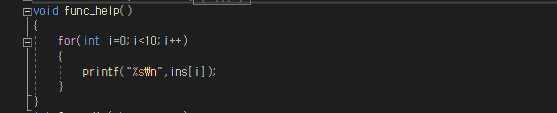 void func_help()
{
for(int i=0;i<10;i++)
{
printf("%s₩n",ins[i]);
}
}